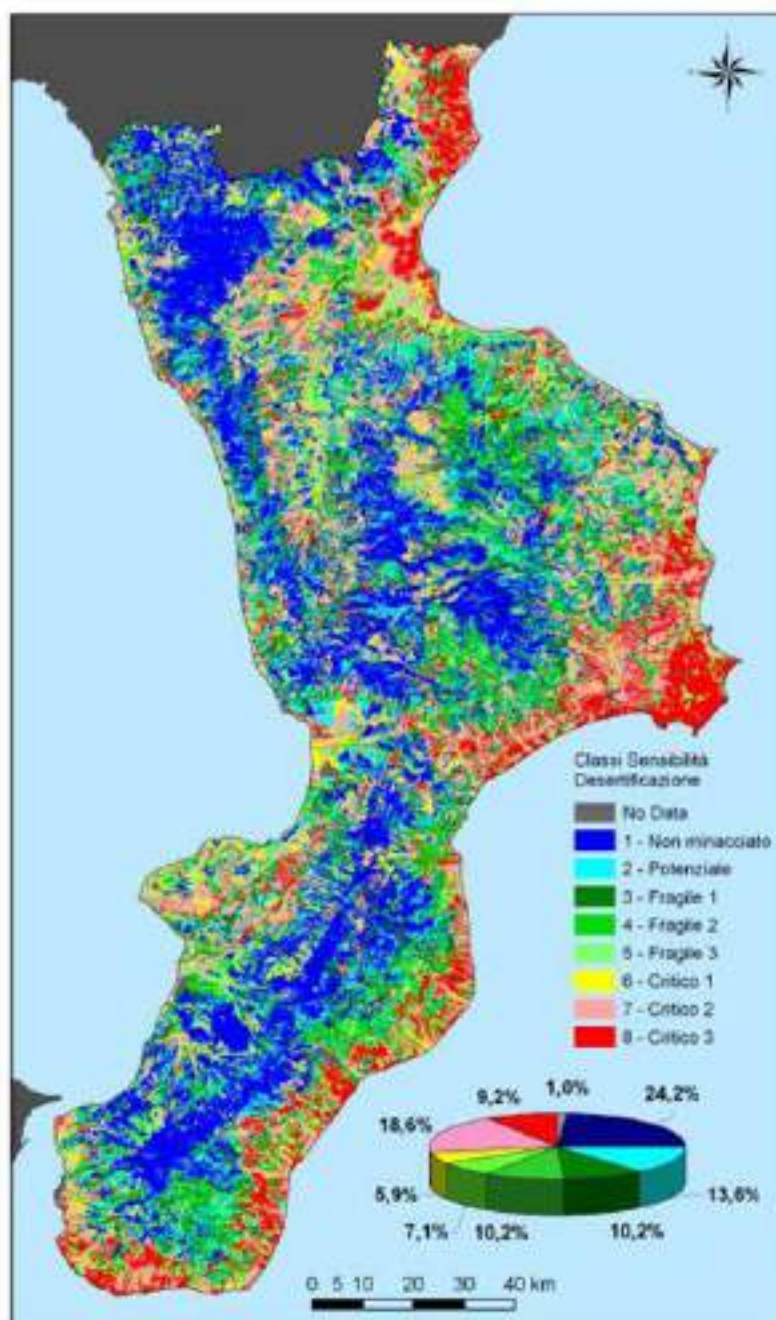 Classi Sensibilità
Desertificazione
No Data
1 - Non minacciato
2 - Potenziale
3 - Fragile 1
4 - Fragile 2
5 - Fragile 3
6 - Critico 1
7 - Critico 2
8 - Critico 3
9,2%
1,0%
24,2%
18,6%
5,9%
13,6%
7,1%
10,2%
10,2%
0 5 10 20 30 40 km